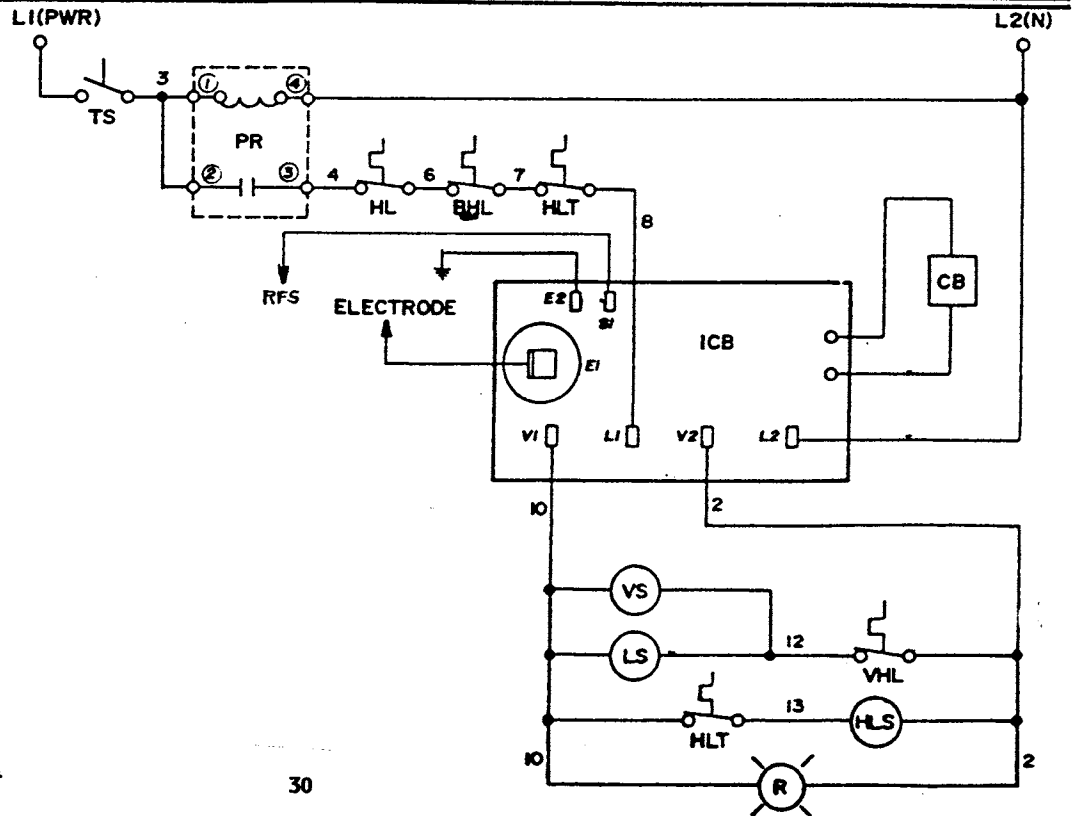 L1(PWR)
L2(N)
TS
3
1
4
PR
2
3
4
HL
6
BHL
7
HLT
8
RFS
ELECTRODE
E2
S1
ICB
CB
E1
V1
L1
V2
L2
10
2
VS
LS
12
VHL
HLT
13
HLS
10
2
R
30